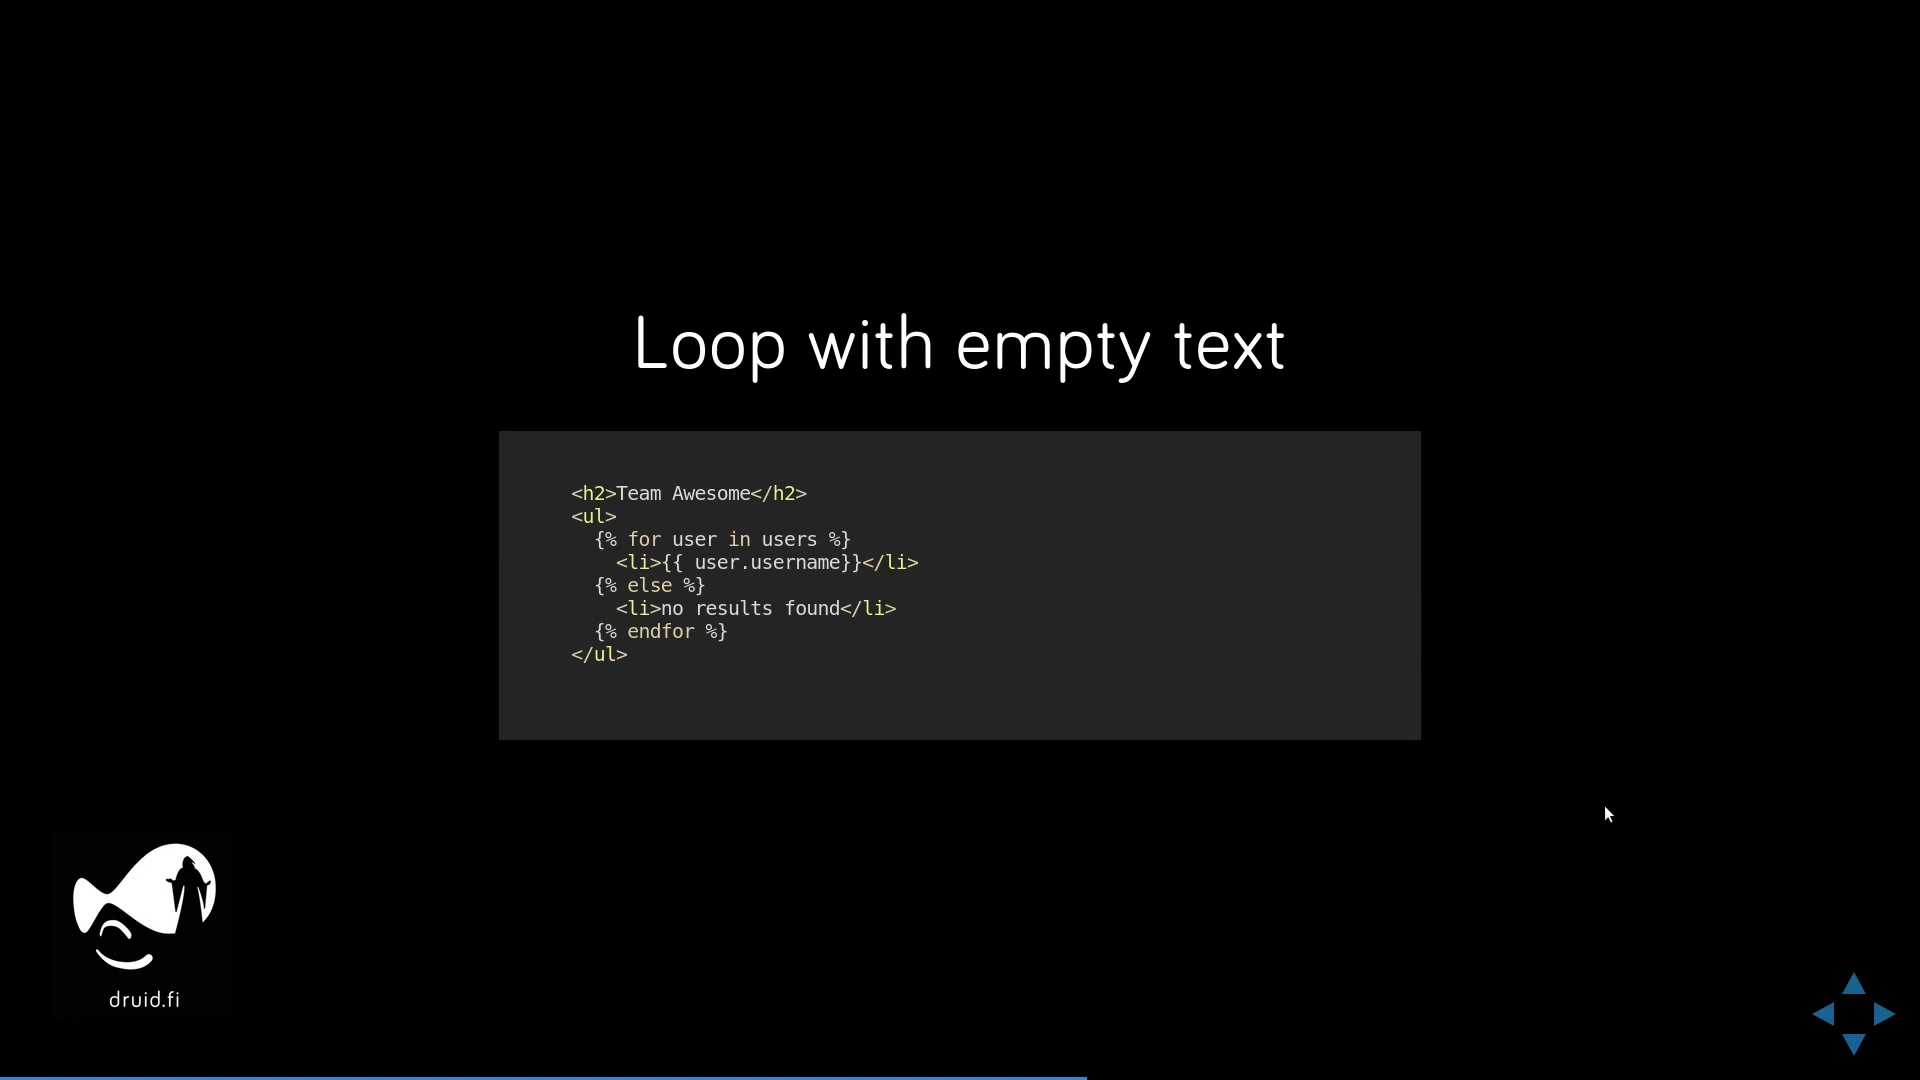 Loop with empty text
<h2>Team Awesome</h2>
<ul>
  {% for user in users %}
    <li>{{ user.username}}</li>
  {% else %}
    <li>no results found</li>
  {% endfor %}
</ul>
druid.fi